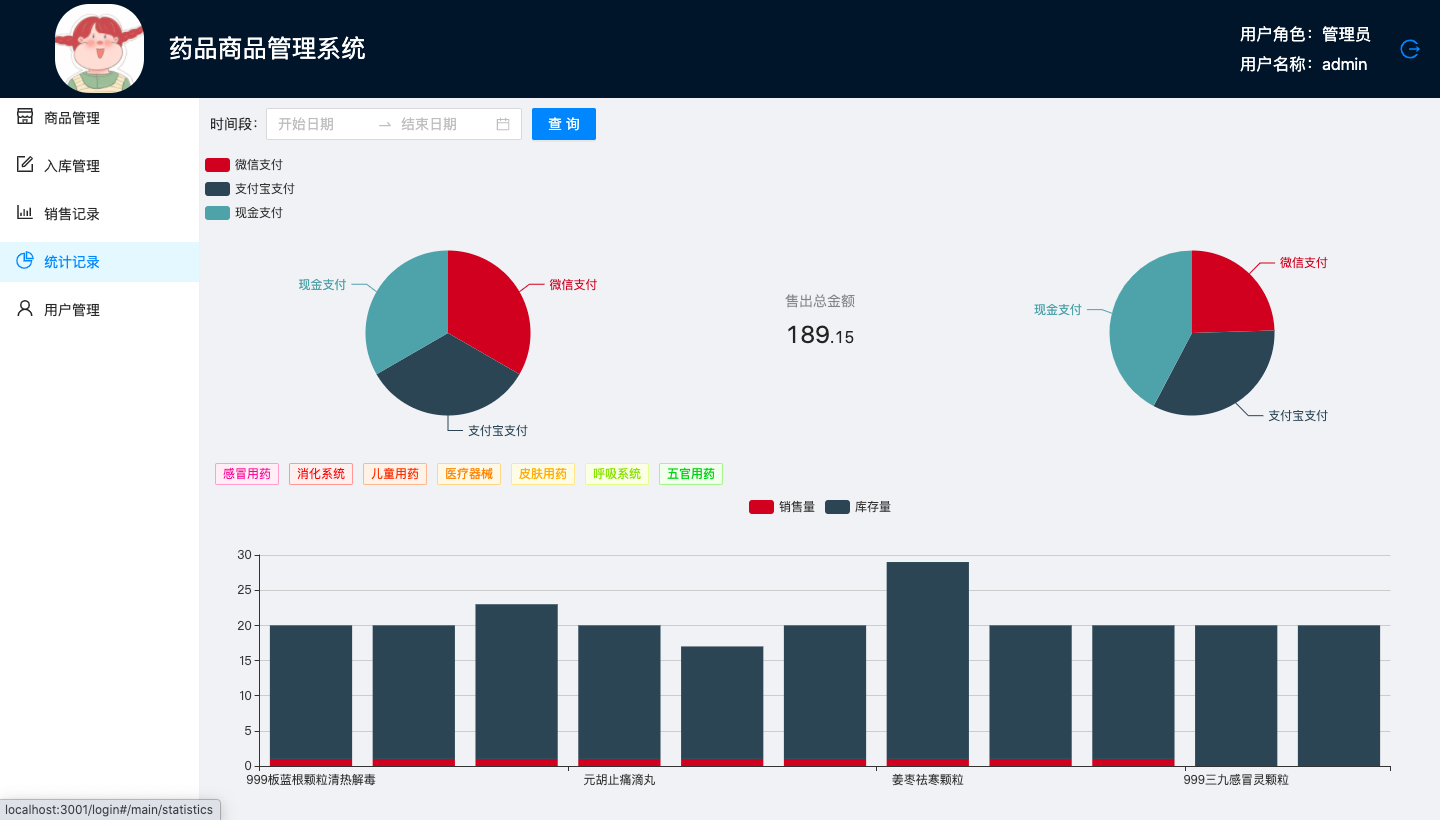 药品商品管理系统
用户角色：管理员
用户名称：admin
商品管理
入库管理
销售记录
统计记录
用户管理
时间段：
开始日期
结束日期
查 询
微信支付
支付宝支付
现金支付
现金支付
微信支付
支付宝支付
售出总金额
189.15
微信支付
现金支付
支付宝支付
感冒用药 消化系统 儿童用药 医疗器械 皮肤用药 呼吸系统 五官用药
销售量 库存量
30
25
20
15
10
5
0
999板蓝根颗粒清热解毒 元胡止痛滴丸 姜枣祛寒颗粒 999三九感冒灵颗粒
localhost:3001/login#/main/statistics